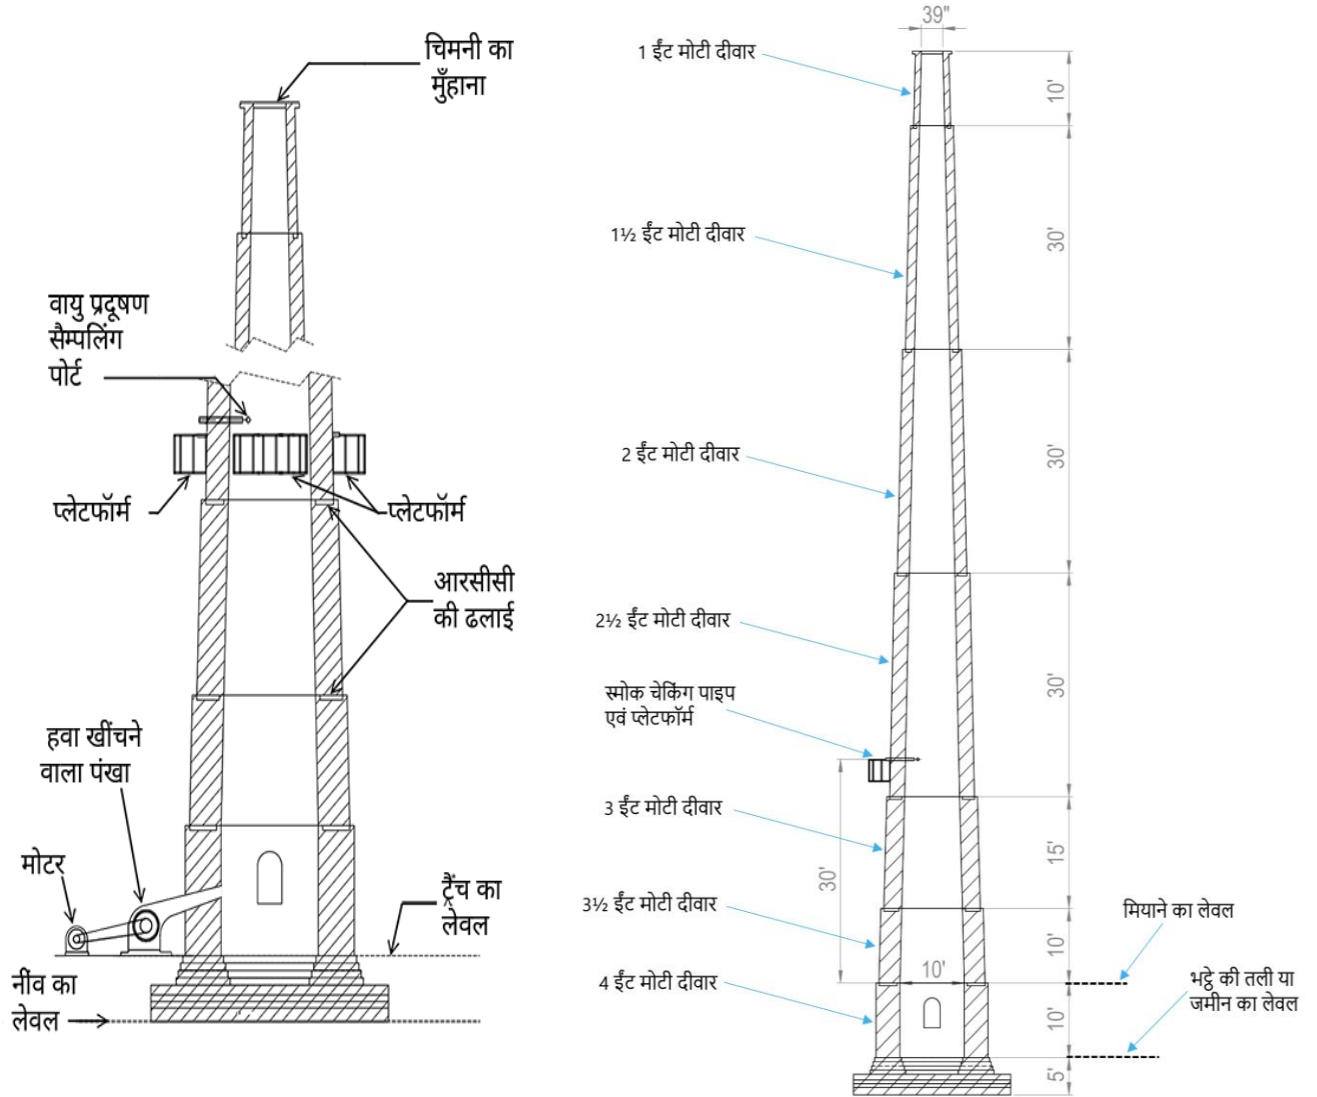 चिमनी का
मुँहाना
वायु प्रदूषण
सैम्पलिंग
पोर्ट
प्लेटफॉर्म
प्लेटफॉर्म
आरसीसी
की ढलाई
हवा खींचने
वाला पंखा
मोटर
ट्रैंच का
लेवल
नींव का
लेवल
39"
1 ईंट मोटी दीवार
10'
1½ ईंट मोटी दीवार
30'
2 ईंट मोटी दीवार
30'
2½ ईंट मोटी दीवार
30'
स्मोक चेकिंग पाइप
एवं प्लेटफॉर्म
3 ईंट मोटी दीवार
15'
30'
3½ ईंट मोटी दीवार
10'
मियाने का लेवल
10'
4 ईंट मोटी दीवार
10'
भट्ठे की तली या
जमीन का लेवल
5'